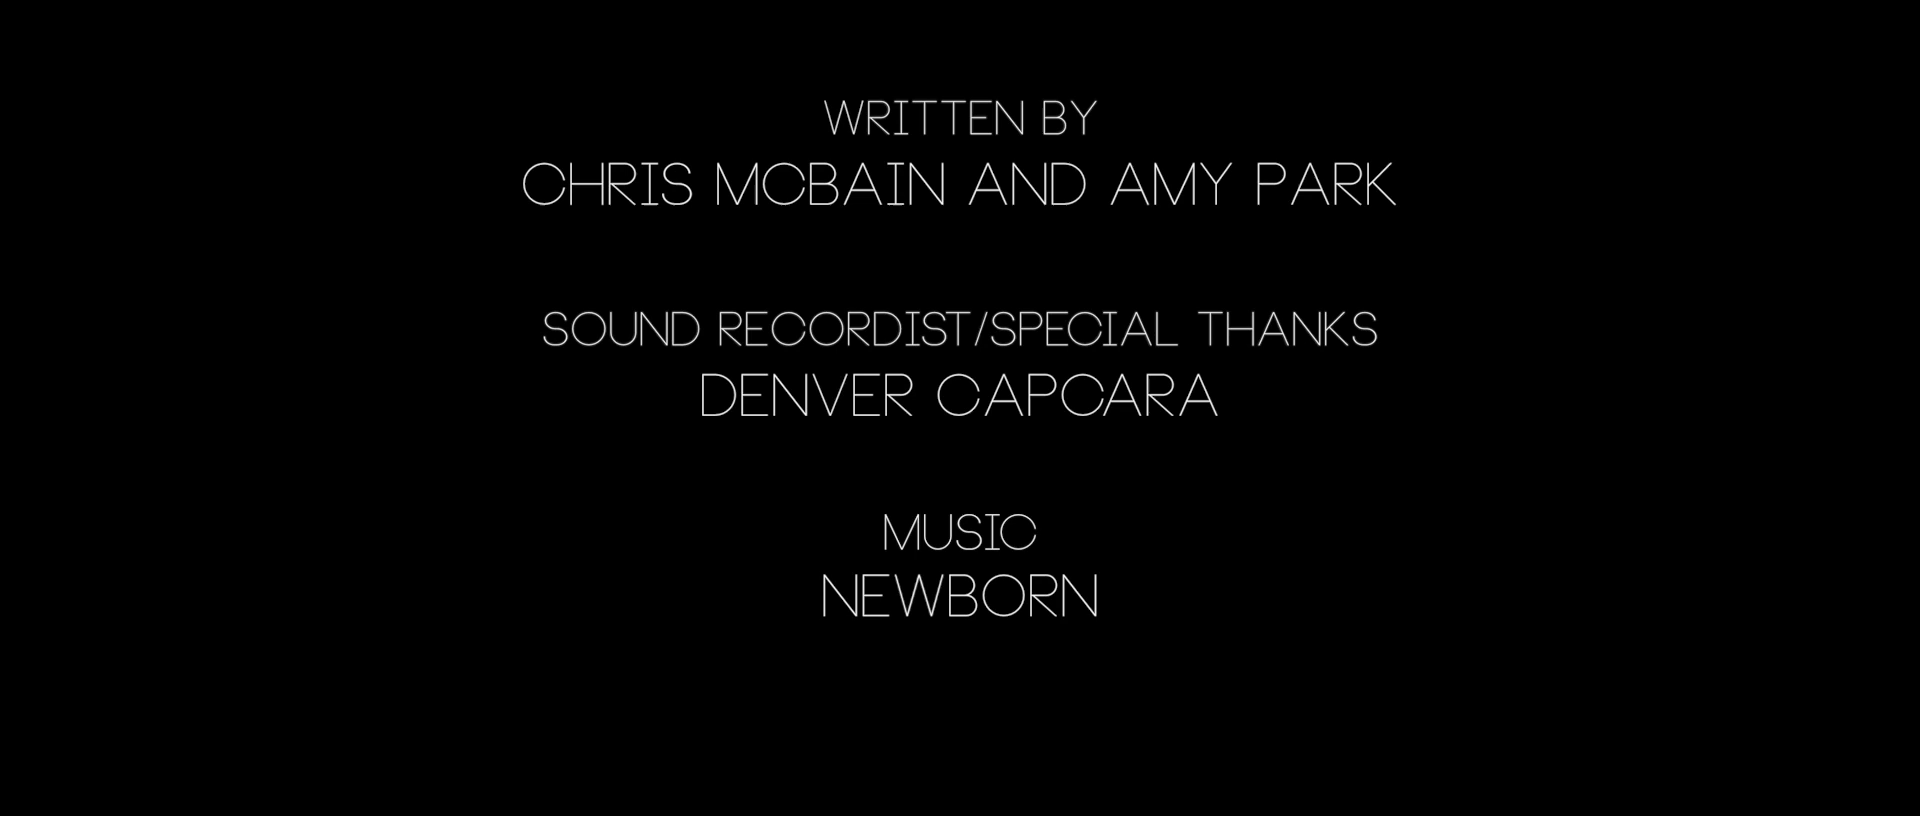 WRITTEN BY
CHRIS MCBAIN AND AMY PARK
SOUND RECORDIST/SPECIAL THANKS
DENVER CAPCARA
MUSIC
NEWBORN